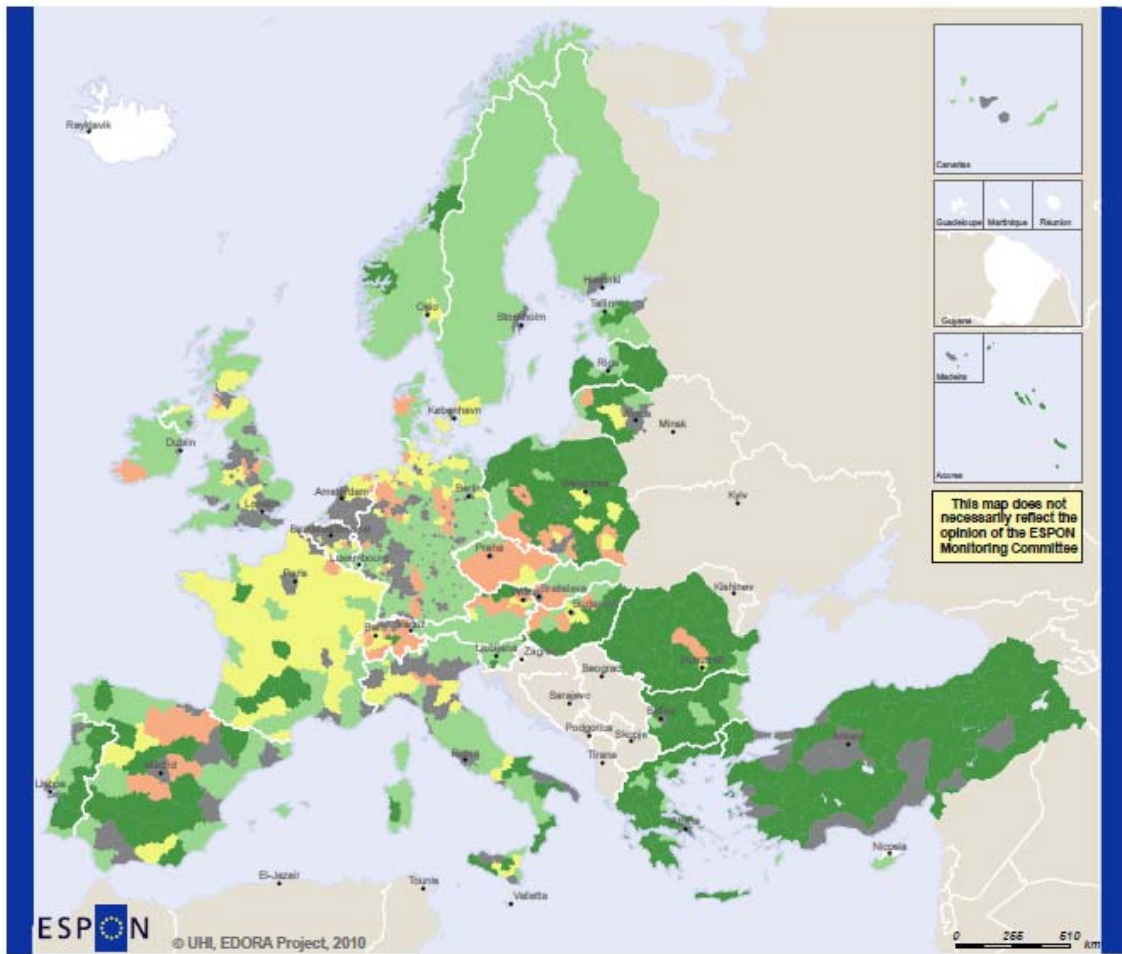 Reykjavik
Canarias
Guadeloupe
Martinique
Réunion
Guyane
Madeira
Acores
This map does not
necessarily reflect the
opinion of the ESPON
Monitoring Committee
Oslo
Helsinki
Tallinn
Stockholm
Riga
København
Minsk
Dublin
Amsterdam
Berlin
Warszawa
Kyiv
Luxembourg
Praha
Paris
Bratislava
Budapest
Kishinev
Ljubljana
Zagreb
Beograd
Sarajevo
Podgorica
Skopje
Tirana
Sofiya
Ankara
Roma
Madrid
Lisboa
Nicosia
El-Jazair
Tounis
Valletta
ESPON
© UHI, EDORA Project, 2010
0 255 510
km